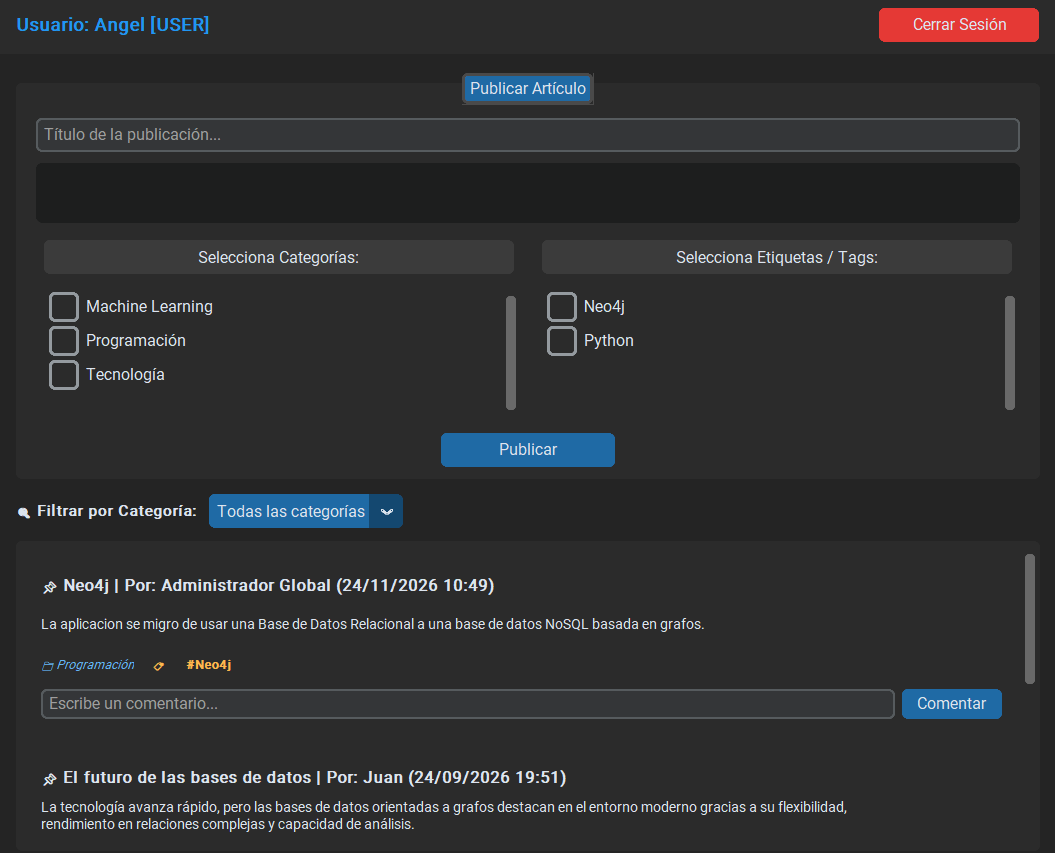 Usuario: Angel [USER]
Cerrar Sesión
Publicar Artículo
Título de la publicación...
Selecciona Categorías:
Selecciona Etiquetas / Tags:
Machine Learning
Neo4j
Programación
Python
Tecnología
Publicar
Filtrar por Categoría:
Todas las categorías
Neo4j | Por: Administrador Global (24/11/2026 10:49)
La aplicacion se migro de usar una Base de Datos Relacional a una base de datos NoSQL basada en grafos.
Programación
#Neo4j
Escribe un comentario...
Comentar
El futuro de las bases de datos | Por: Juan (24/09/2026 19:51)
La tecnología avanza rápido, pero las bases de datos orientadas a grafos destacan en el entorno moderno gracias a su flexibilidad,
rendimiento en relaciones complejas y capacidad de análisis.